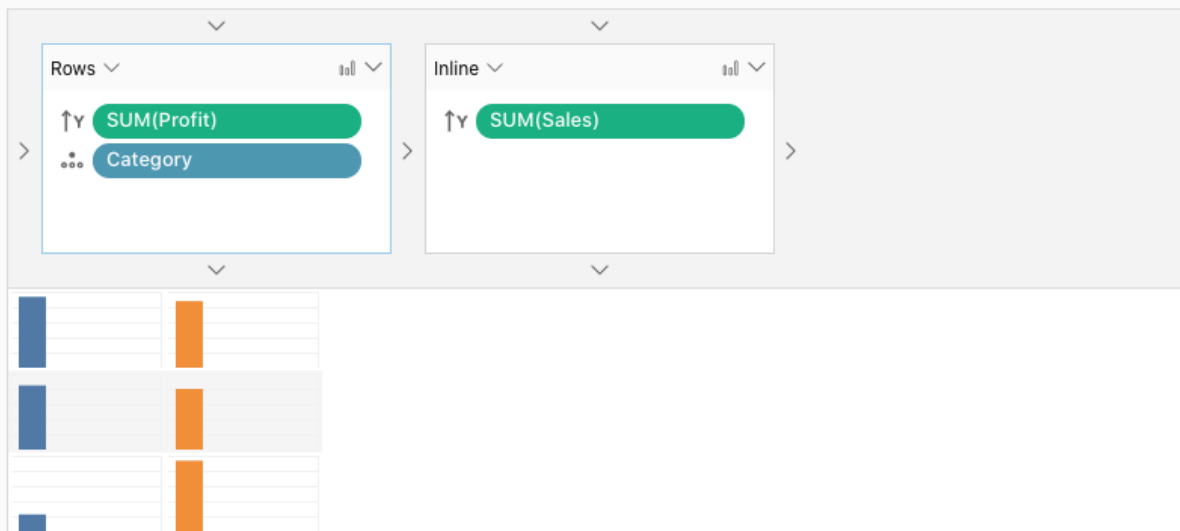 Rows
Inline
Y SUM(Profit)
Y SUM(Sales)
Category